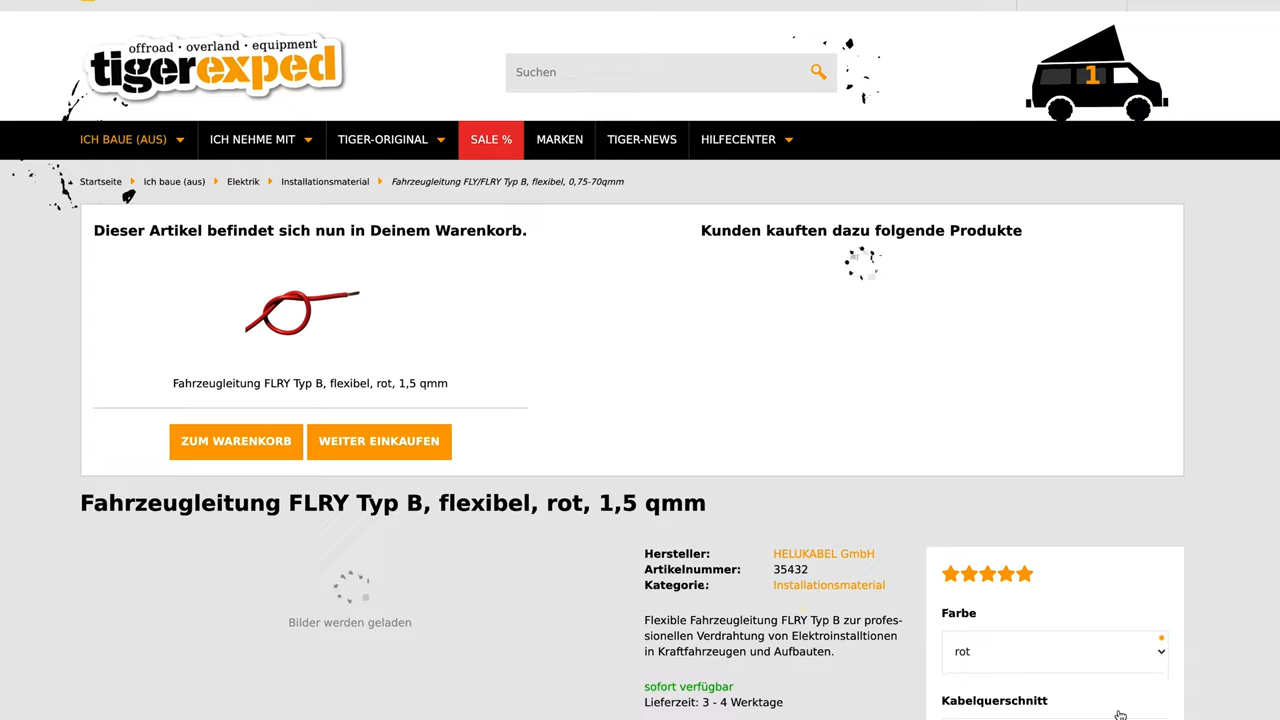 offroad · overland · equipment
tigerexped
Suchen
1
ICH BAUE (AUS)
ICH NEHME MIT
TIGER-ORIGINAL
SALE %
MARKEN
TIGER-NEWS
HILFECENTER
Startseite
Ich baue (aus)
Elektrik
Installationsmaterial
Fahrzeugleitung FLY/FLRY Typ B, flexibel, 0,75-70qmm
Dieser Artikel befindet sich nun in Deinem Warenkorb.
Kunden kauften dazu folgende Produkte
Fahrzeugleitung FLRY Typ B, flexibel, rot, 1,5 qmm
ZUM WARENKORB
WEITER EINKAUFEN
Fahrzeugleitung FLRY Typ B, flexibel, rot, 1,5 qmm
Bilder werden geladen
Hersteller: HELUKABEL GmbH
Artikelnummer: 35432
Kategorie: Installationsmaterial
Flexible Fahrzeugleitung FLRY Typ B zur profes-
sionellen Verdrahtung von Elektroinstalltionen
in Kraftfahrzeugen und Aufbauten.
sofort verfügbar
Lieferzeit: 3 - 4 Werktage
Farbe
rot
Kabelquerschnitt